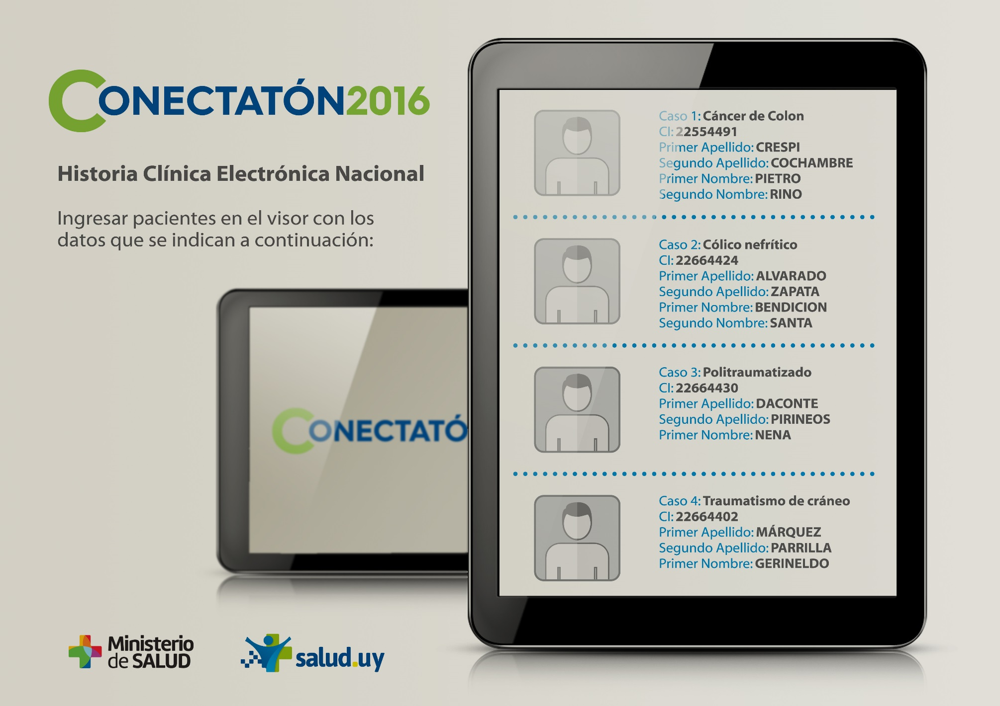 CONECTATÓN2016
Historia Clínica Electrónica Nacional
Ingresar pacientes en el visor con los
datos que se indican a continuación:
CONECTATÓ
Caso 1: Cáncer de Colon
CI: 22554491
Primer Apellido: CRESPI
Segundo Apellido: COCHAMBRE
Primer Nombre: PIETRO
Segundo Nombre: RINO
Caso 2: Cólico nefrítico
CI: 22664424
Primer Apellido: ALVARADO
Segundo Apellido: ZAPATA
Primer Nombre: BENDICION
Segundo Nombre: SANTA
Caso 3: Politraumatizado
CI: 22664430
Primer Apellido: DACONTE
Segundo Apellido: PIRINEOS
Primer Nombre: NENA
Caso 4: Traumatismo de cráneo
CI: 22664402
Primer Apellido: MÁRQUEZ
Segundo Apellido: PARRILLA
Primer Nombre: GERINELDO
Ministerio
de SALUD
salud.uy